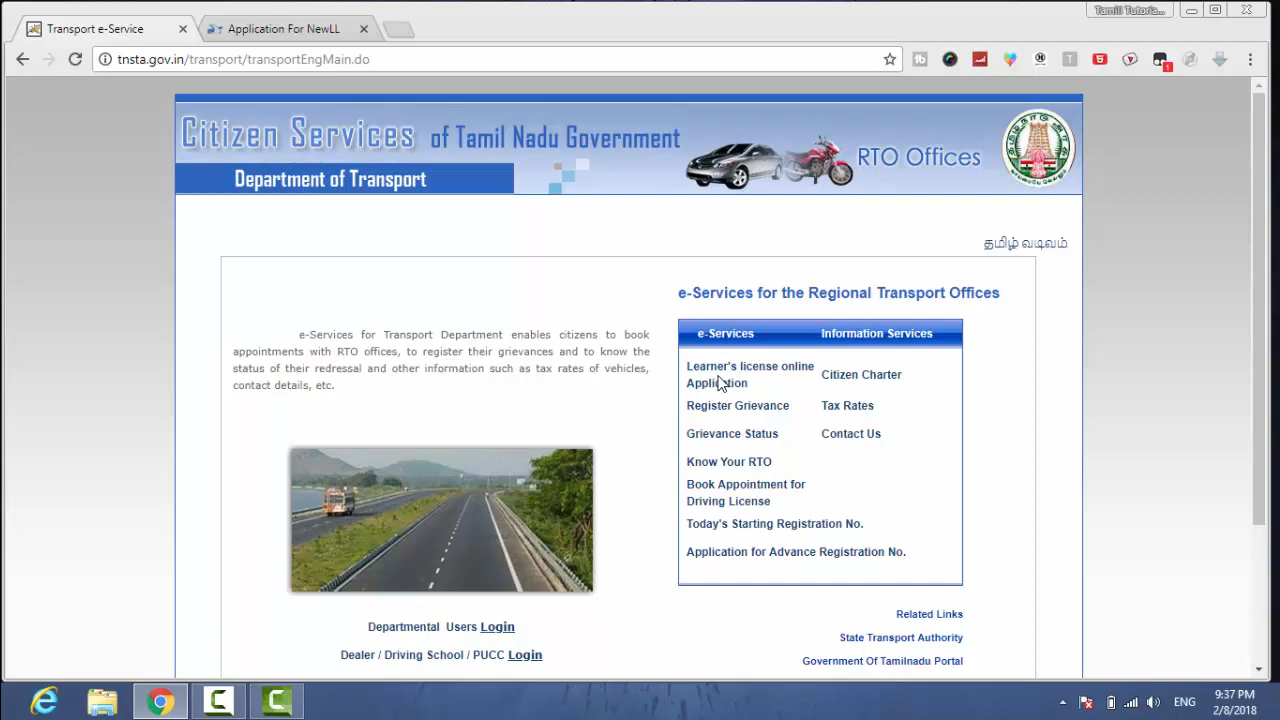 Tamill Tutoria...
Transport e-Service
Application For NewLL
tnsta.gov.in/transport/transportEngMain.do
1
Citizen Services of Tamil Nadu Government
Department of Transport
RTO Offices
தமிழ் வடிவம்
e-Services for the Regional Transport Offices
e-Services for Transport Department enables citizens to book
appointments with RTO offices, to register their grievances and to know the
status of their redressal and other information such as tax rates of vehicles,
contact details, etc.
e-Services Information Services
Learner's license online
Application
Citizen Charter
Register Grievance Tax Rates
Grievance Status Contact Us
Know Your RTO
Book Appointment for
Driving License
Today's Starting Registration No.
Application for Advance Registration No.
Departmental Users Login
Dealer / Driving School / PUCC Login
Related Links
State Transport Authority
Government Of Tamilnadu Portal
ENG
9:37 PM
2/8/2018